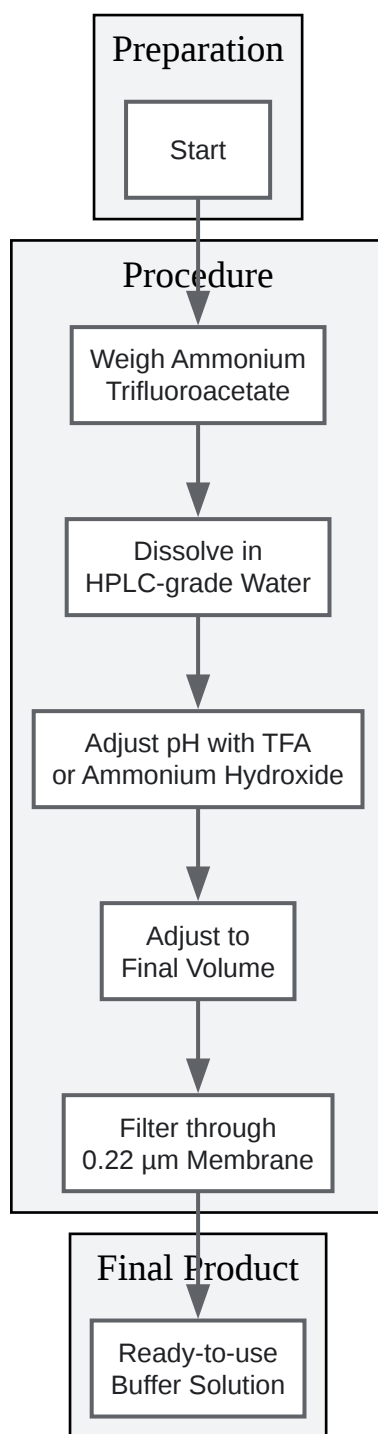 Preparation
Start
Procedure
Weigh Ammonium
Trifluoroacetate
Dissolve in
HPLC-grade Water
Adjust pH with TFA
or Ammonium Hydroxide
Adjust to
Final Volume
Filter through
0.22 µm Membrane
Final Product
Ready-to-use
Buffer Solution